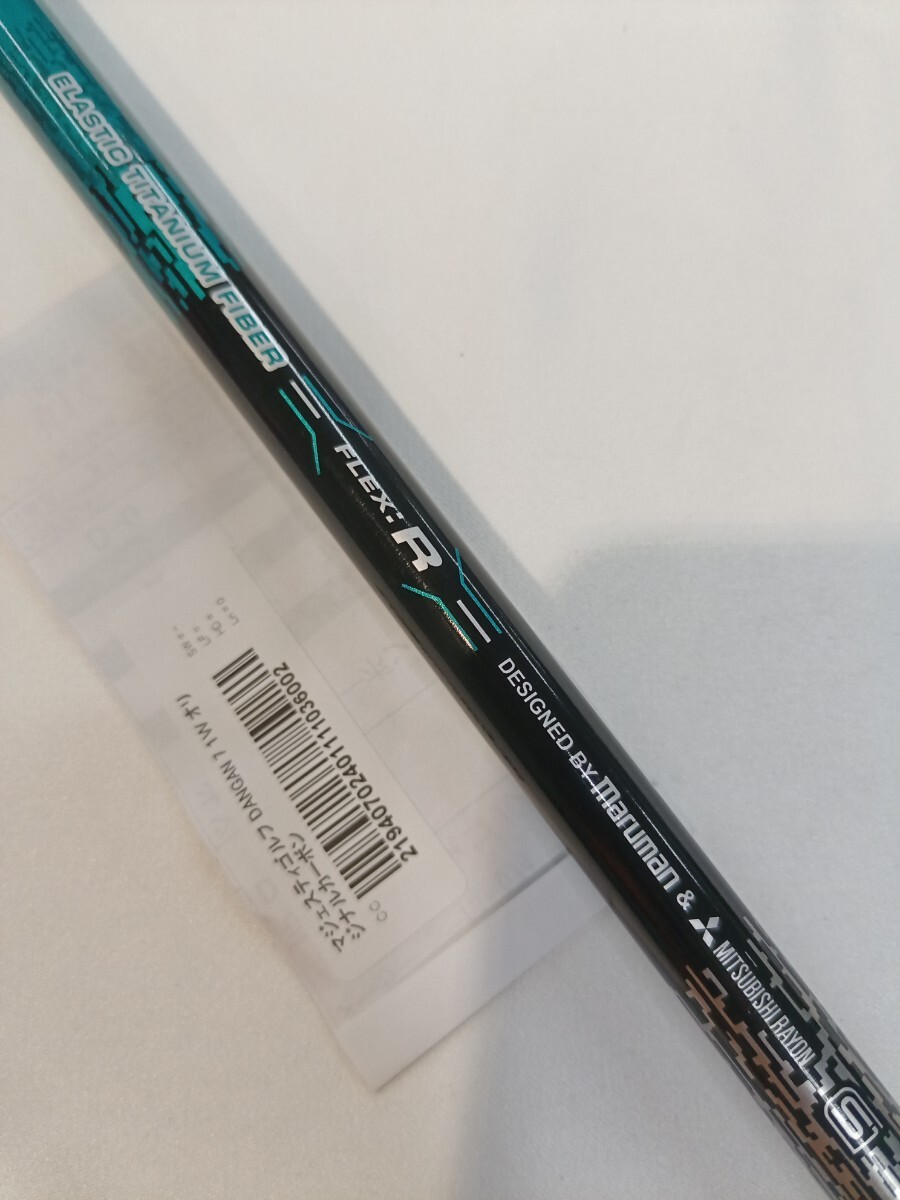 ELASTIC TITANIUM FIBER
FLEX: R
DESIGNED BY maruman & MITSUBISHI RAYON
S
マジェスティゴルフ DANGAN 7 1W オリ
ジナルカーボン
2194070240111036002
CC